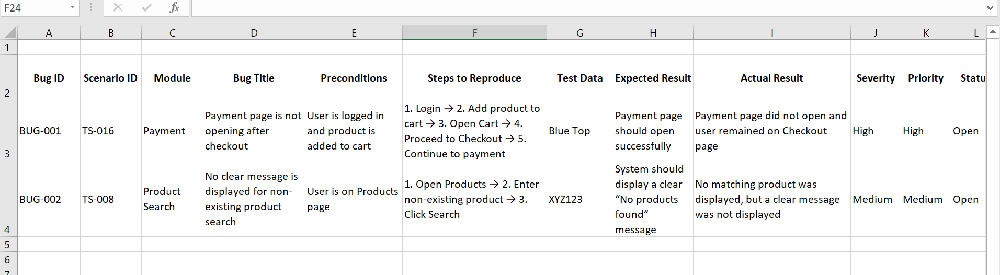 F24
fx
A B C D E F G H I J K L
1
2
Bug ID
Scenario ID
Module
Bug Title
Preconditions
Steps to Reproduce
Test Data
Expected Result
Actual Result
Severity
Priority
Statu
3
BUG-001
TS-016
Payment
Payment page is not
opening after
checkout
User is logged in
and product is
added to cart
1. Login → 2. Add product to
cart → 3. Open Cart → 4.
Proceed to Checkout → 5.
Continue to payment
Blue Top
Payment page
should open
successfully
Payment page did not open and
user remained on Checkout
page
High
High
Open
4
BUG-002
TS-008
Product
Search
No clear message is
displayed for non-
existing product
search
User is on Products
page
1. Open Products → 2. Enter
non-existing product → 3.
Click Search
XYZ123
System should
display a clear
“No products
found”
message
No matching product was
displayed, but a clear message
was not displayed
Medium
Medium
Open
5
6
7